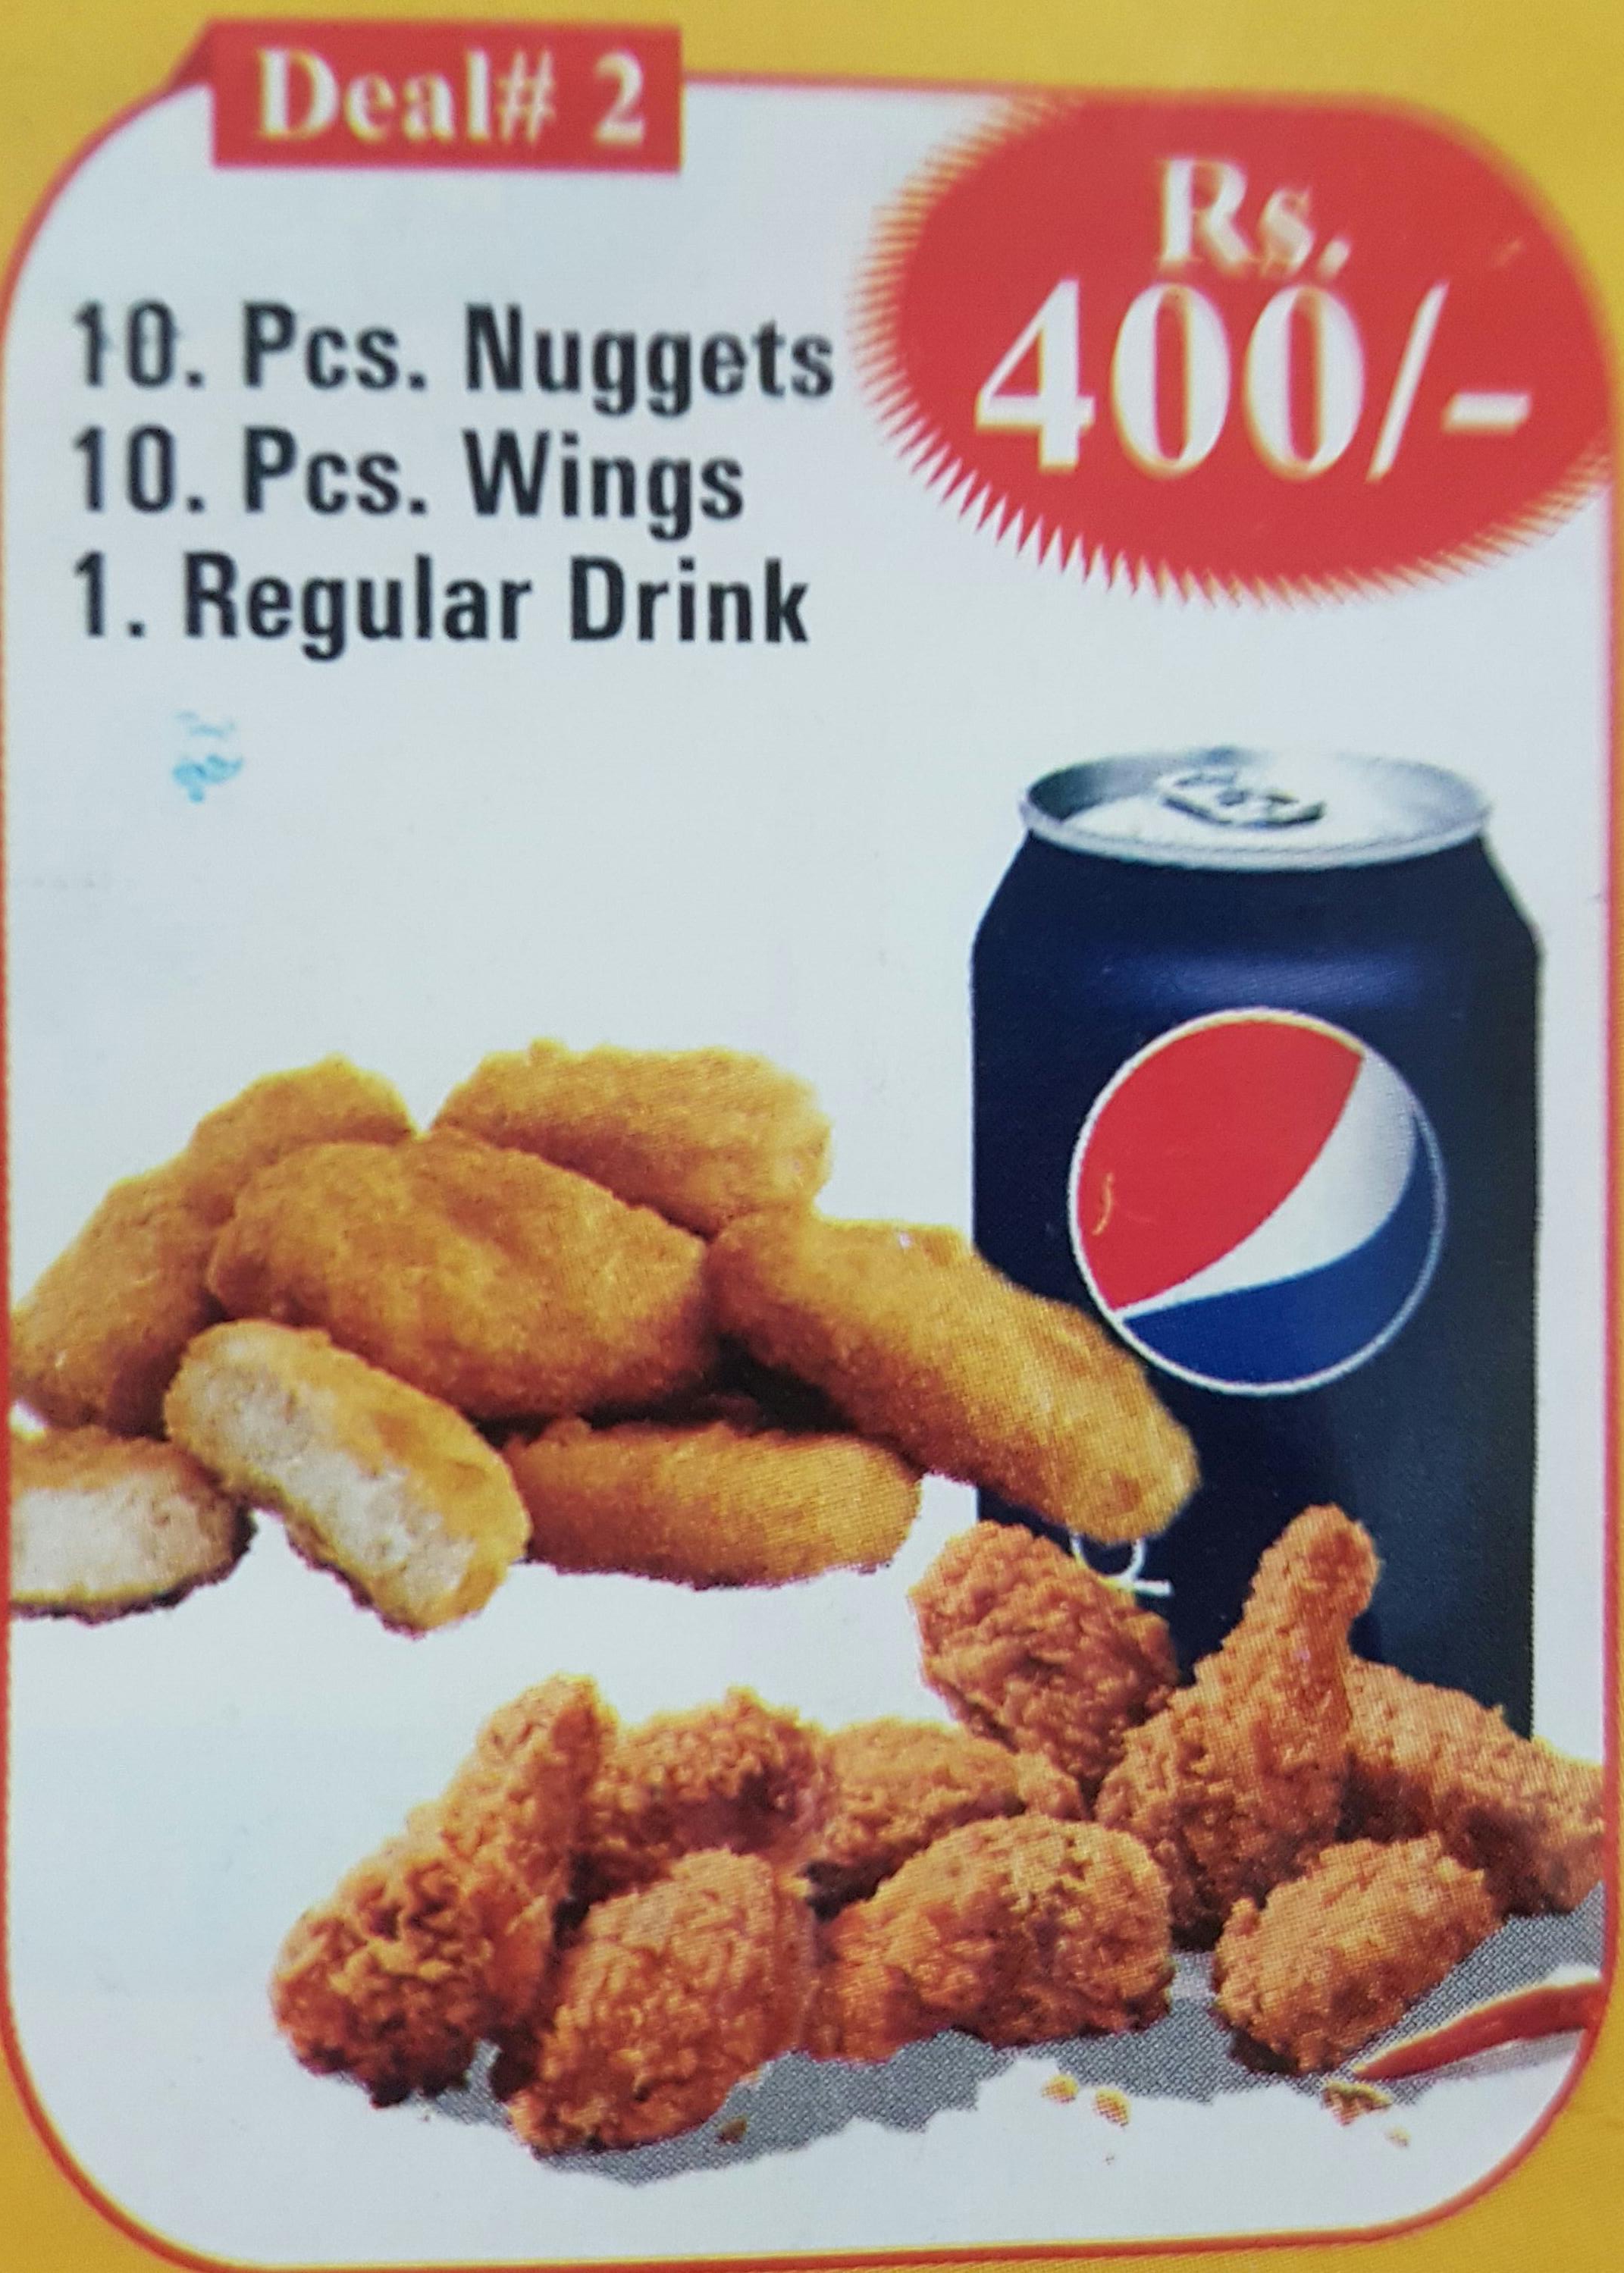 Deal# 2
Rs.
400/-
10. Pcs. Nuggets
10. Pcs. Wings
1. Regular Drink